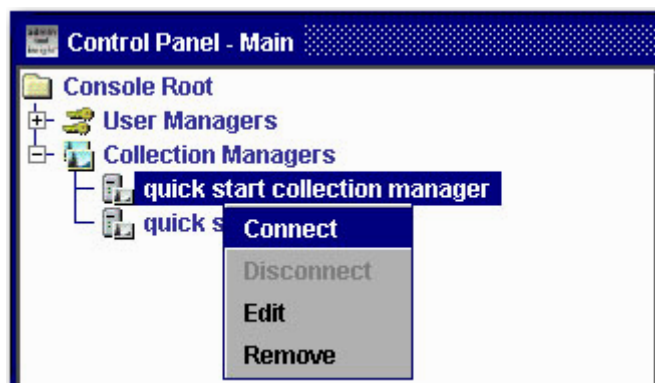 Control Panel - Main
Console Root
User Managers
Collection Managers
quick start collection manager
quick s
Connect
Disconnect
Edit
Remove